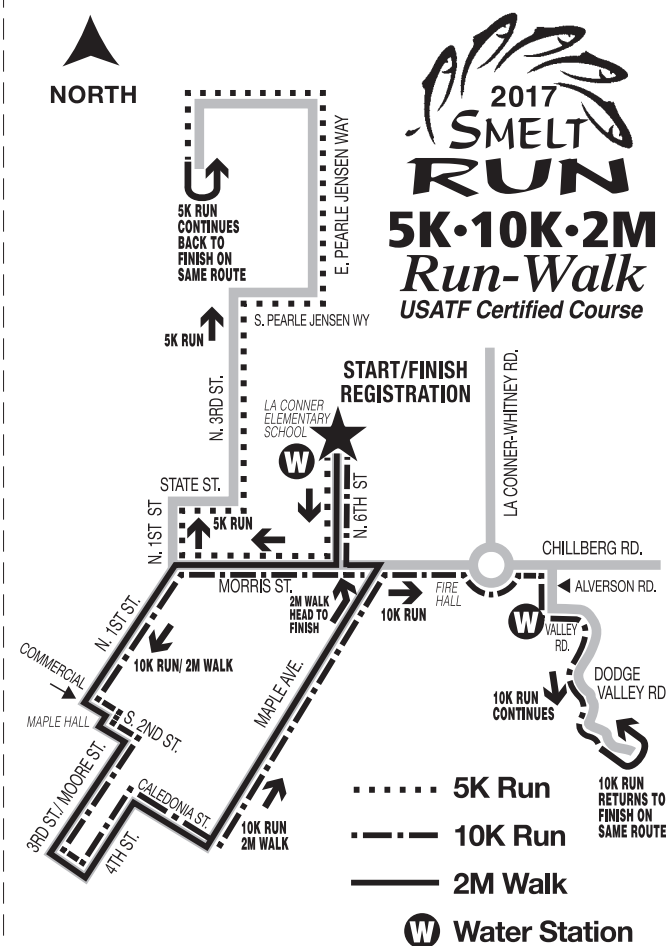 NORTH
2017
SMELT
RUN
5K•10K•2M
Run-Walk
USATF Certified Course
5K RUN
CONTINUES
BACK TO
FINISH ON
SAME ROUTE
E. PEARLE JENSEN WAY
S. PEARLE JENSEN WY
5K RUN
N. 3RD ST.
START/FINISH
REGISTRATION
LA CONNER
ELEMENTARY
SCHOOL
W
LA CONNER-WHITNEY RD.
STATE ST.
N. 1ST ST
5K RUN
N. 6TH ST
CHILLBERG RD.
MORRIS ST.
2M WALK
HEAD TO
FINISH
10K RUN
FIRE
HALL
ALVERSON RD.
W
VALLEY
RD.
N. 1ST ST.
10K RUN/ 2M WALK
COMMERCIAL
MAPLE HALL
S. 2ND ST.
MAPLE AVE.
DODGE
VALLEY RD
10K RUN
CONTINUES
3RD ST./ MOORE ST.
4TH ST.
CALEDONIA ST.
10K RUN
2M WALK
10K RUN
RETURNS TO
FINISH ON
SAME ROUTE
5K Run
10K Run
2M Walk
W Water Station